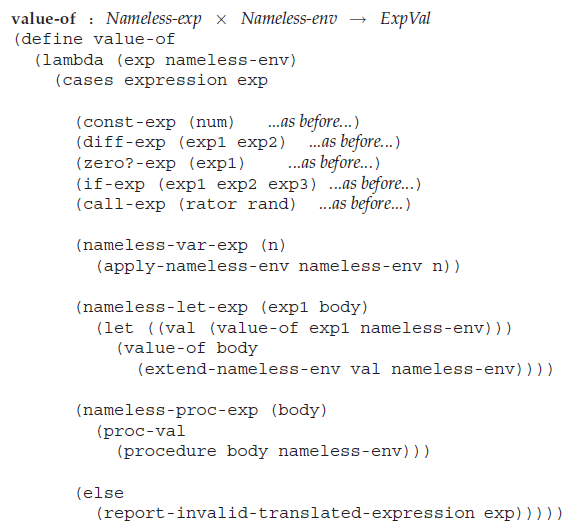 value-of : Nameless-exp × Nameless-env → ExpVal
(define value-of
  (lambda (exp nameless-env)
    (cases expression exp

      (const-exp (num) ...as before...)
      (diff-exp (exp1 exp2) ...as before...)
      (zero?-exp (exp1) ...as before...)
      (if-exp (exp1 exp2 exp3) ...as before...)
      (call-exp (rator rand) ...as before...)

      (nameless-var-exp (n)
        (apply-nameless-env nameless-env n))

      (nameless-let-exp (exp1 body)
        (let ((val (value-of exp1 nameless-env)))
          (value-of body
            (extend-nameless-env val nameless-env))))

      (nameless-proc-exp (body)
        (proc-val
          (procedure body nameless-env)))

      (else
        (report-invalid-translated-expression exp)))))